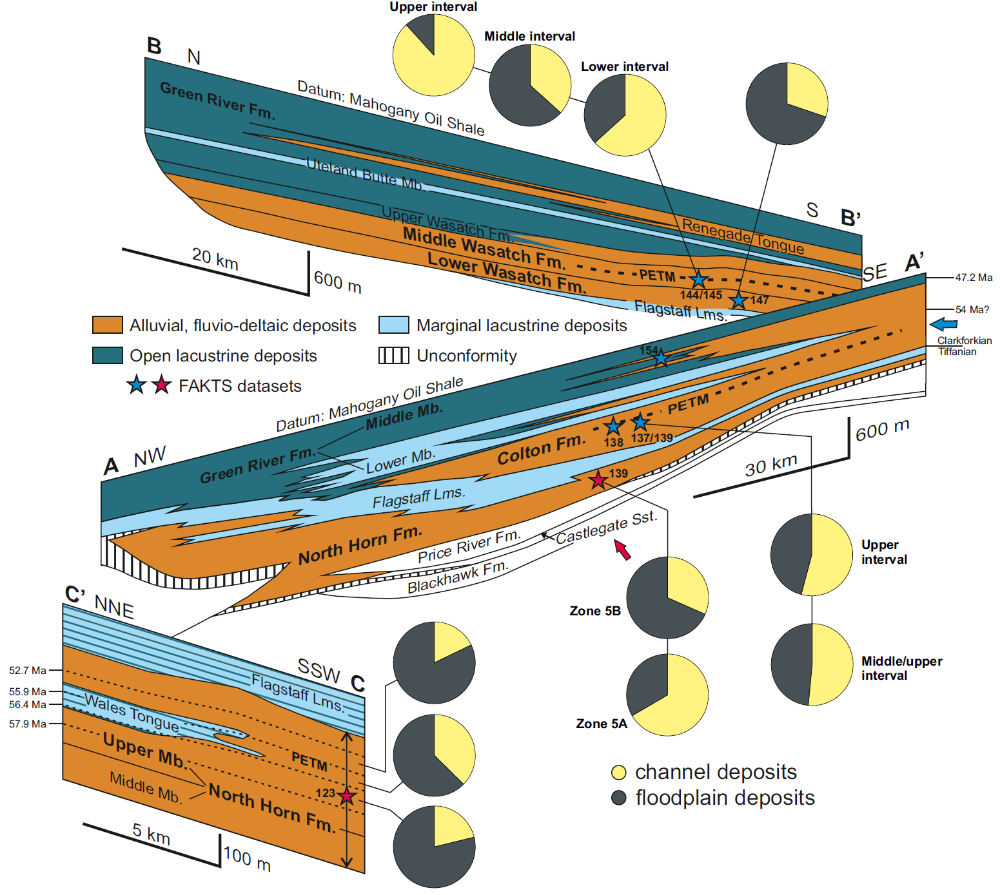 Upper interval
Middle interval
Lower interval
B
N
Green River Fm.
Datum: Mahogany Oil Shale
Uteland Butte Mb.
Upper Wasatch Fm.
Middle Wasatch Fm.
Lower Wasatch Fm.
Renegade Tongue
S
B’
PETM
144/145
147
Flagstaff Lms.
20 km
600 m
SE
A’
47.2 Ma
54 Ma?
Clarkforkian
Tiffanian
Alluvial, fluvio-deltaic deposits
Marginal lacustrine deposits
Open lacustrine deposits
Unconformity
FAKTS datasets
154
Datum: Mahogany Oil Shale
Middle Mb.
PETM
138
137/139
Colton Fm.
A
NW
Green River Fm.
Lower Mb.
Flagstaff Lms.
139
600 m
30 km
North Horn Fm.
Price River Fm.
Castlegate Sst.
Blackhawk Fm.
Upper
interval
Middle/upper
interval
Zone 5B
Zone 5A
C’
NNE
SSW
C
52.7 Ma
55.9 Ma
56.4 Ma
57.9 Ma
Flagstaff Lms.
Wales Tongue
PETM
Upper Mb.
Middle Mb.
North Horn Fm.
123
5 km
100 m
channel deposits
floodplain deposits